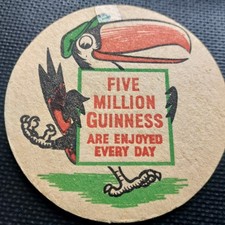 FIVE
MILLION
GUINNESS
ARE ENJOYED
EVERY DAY